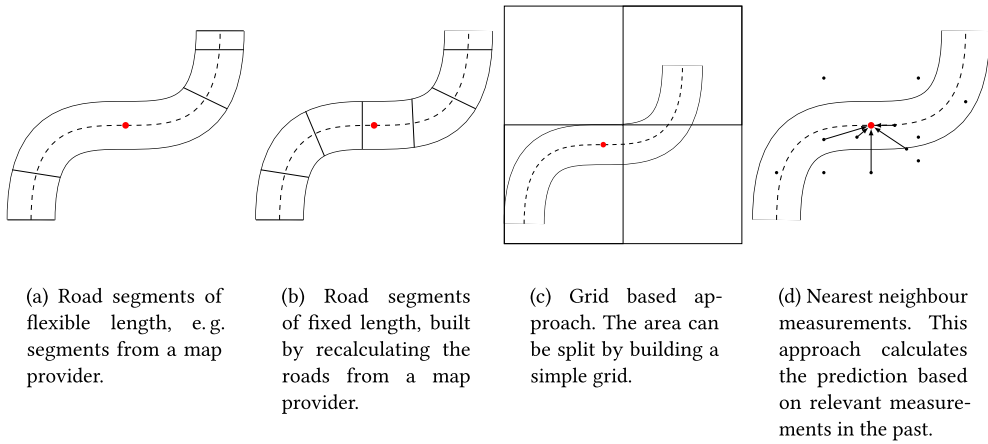 (a) Road segments of
flexible length, e. g.
segments from a map
provider.
(b) Road segments
of fixed length, built
by recalculating the
roads from a map
provider.
(c) Grid based ap-
proach. The area can
be split by building a
simple grid.
(d) Nearest neighbour
measurements. This
approach calculates
the prediction based
on relevant measure-
ments in the past.